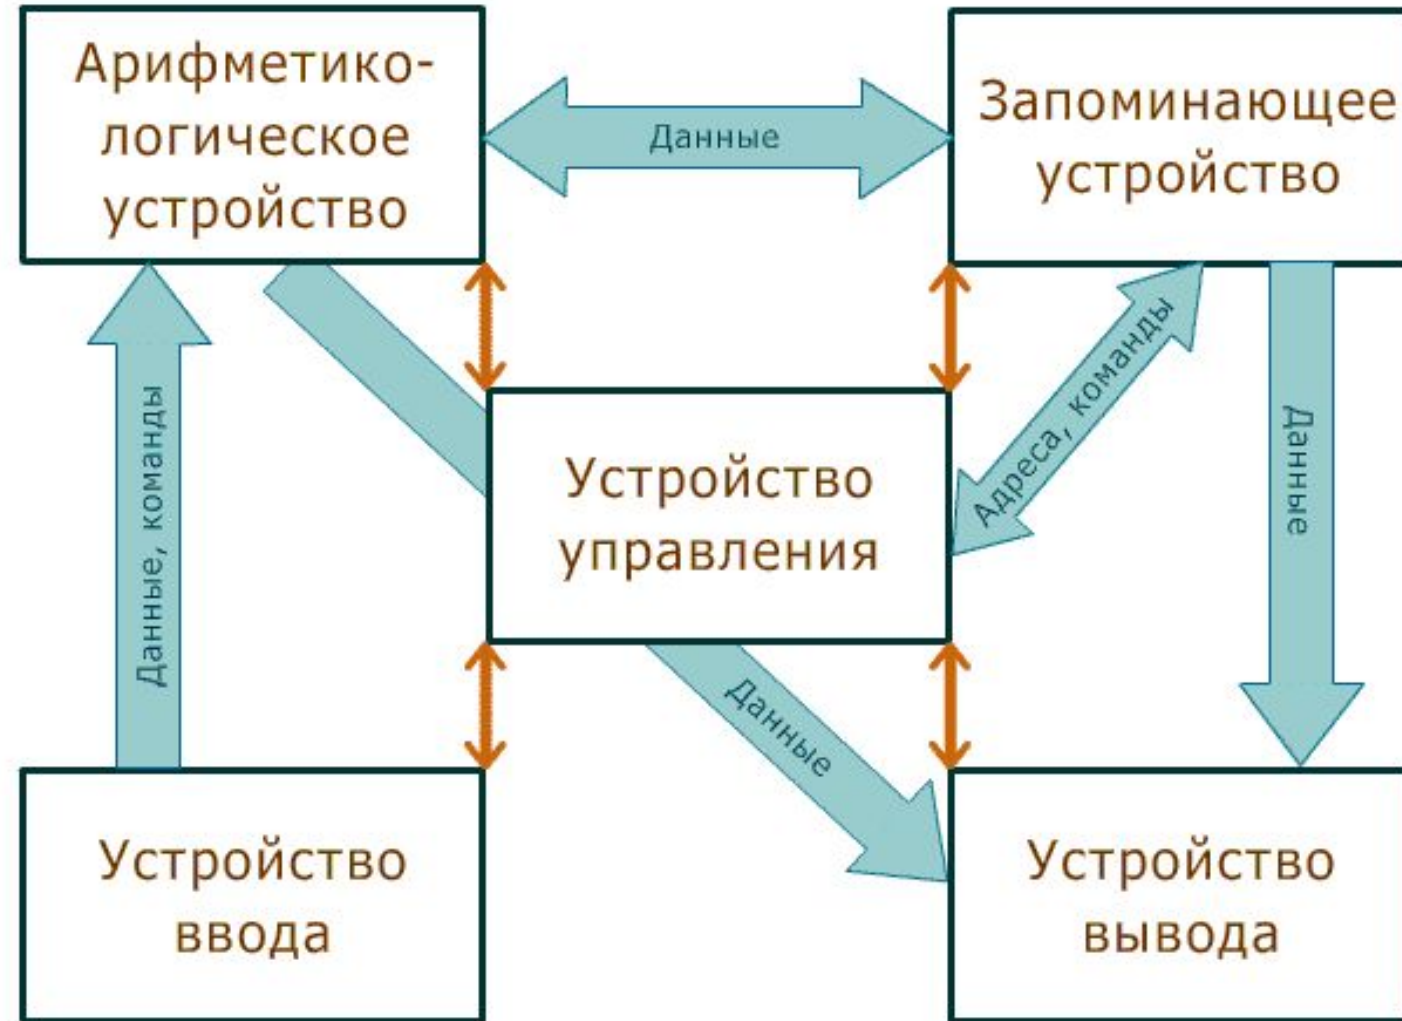 Арифметико-
логическое
устройство
Данные
Запоминающее
устройство
Данные, команды
Адреса, команды
Данные
Устройство
управления
Данные
Устройство
ввода
Устройство
вывода